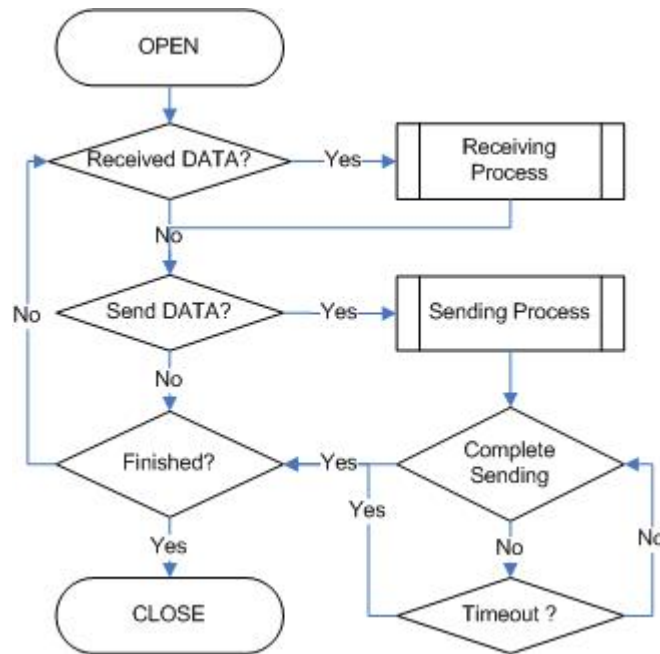 OPEN
Received DATA?
Yes
Receiving
Process
No
Send DATA?
Yes
Sending Process
No
No
Finished?
Yes
Complete
Sending
Yes
No
No
Yes
CLOSE
Timeout ?